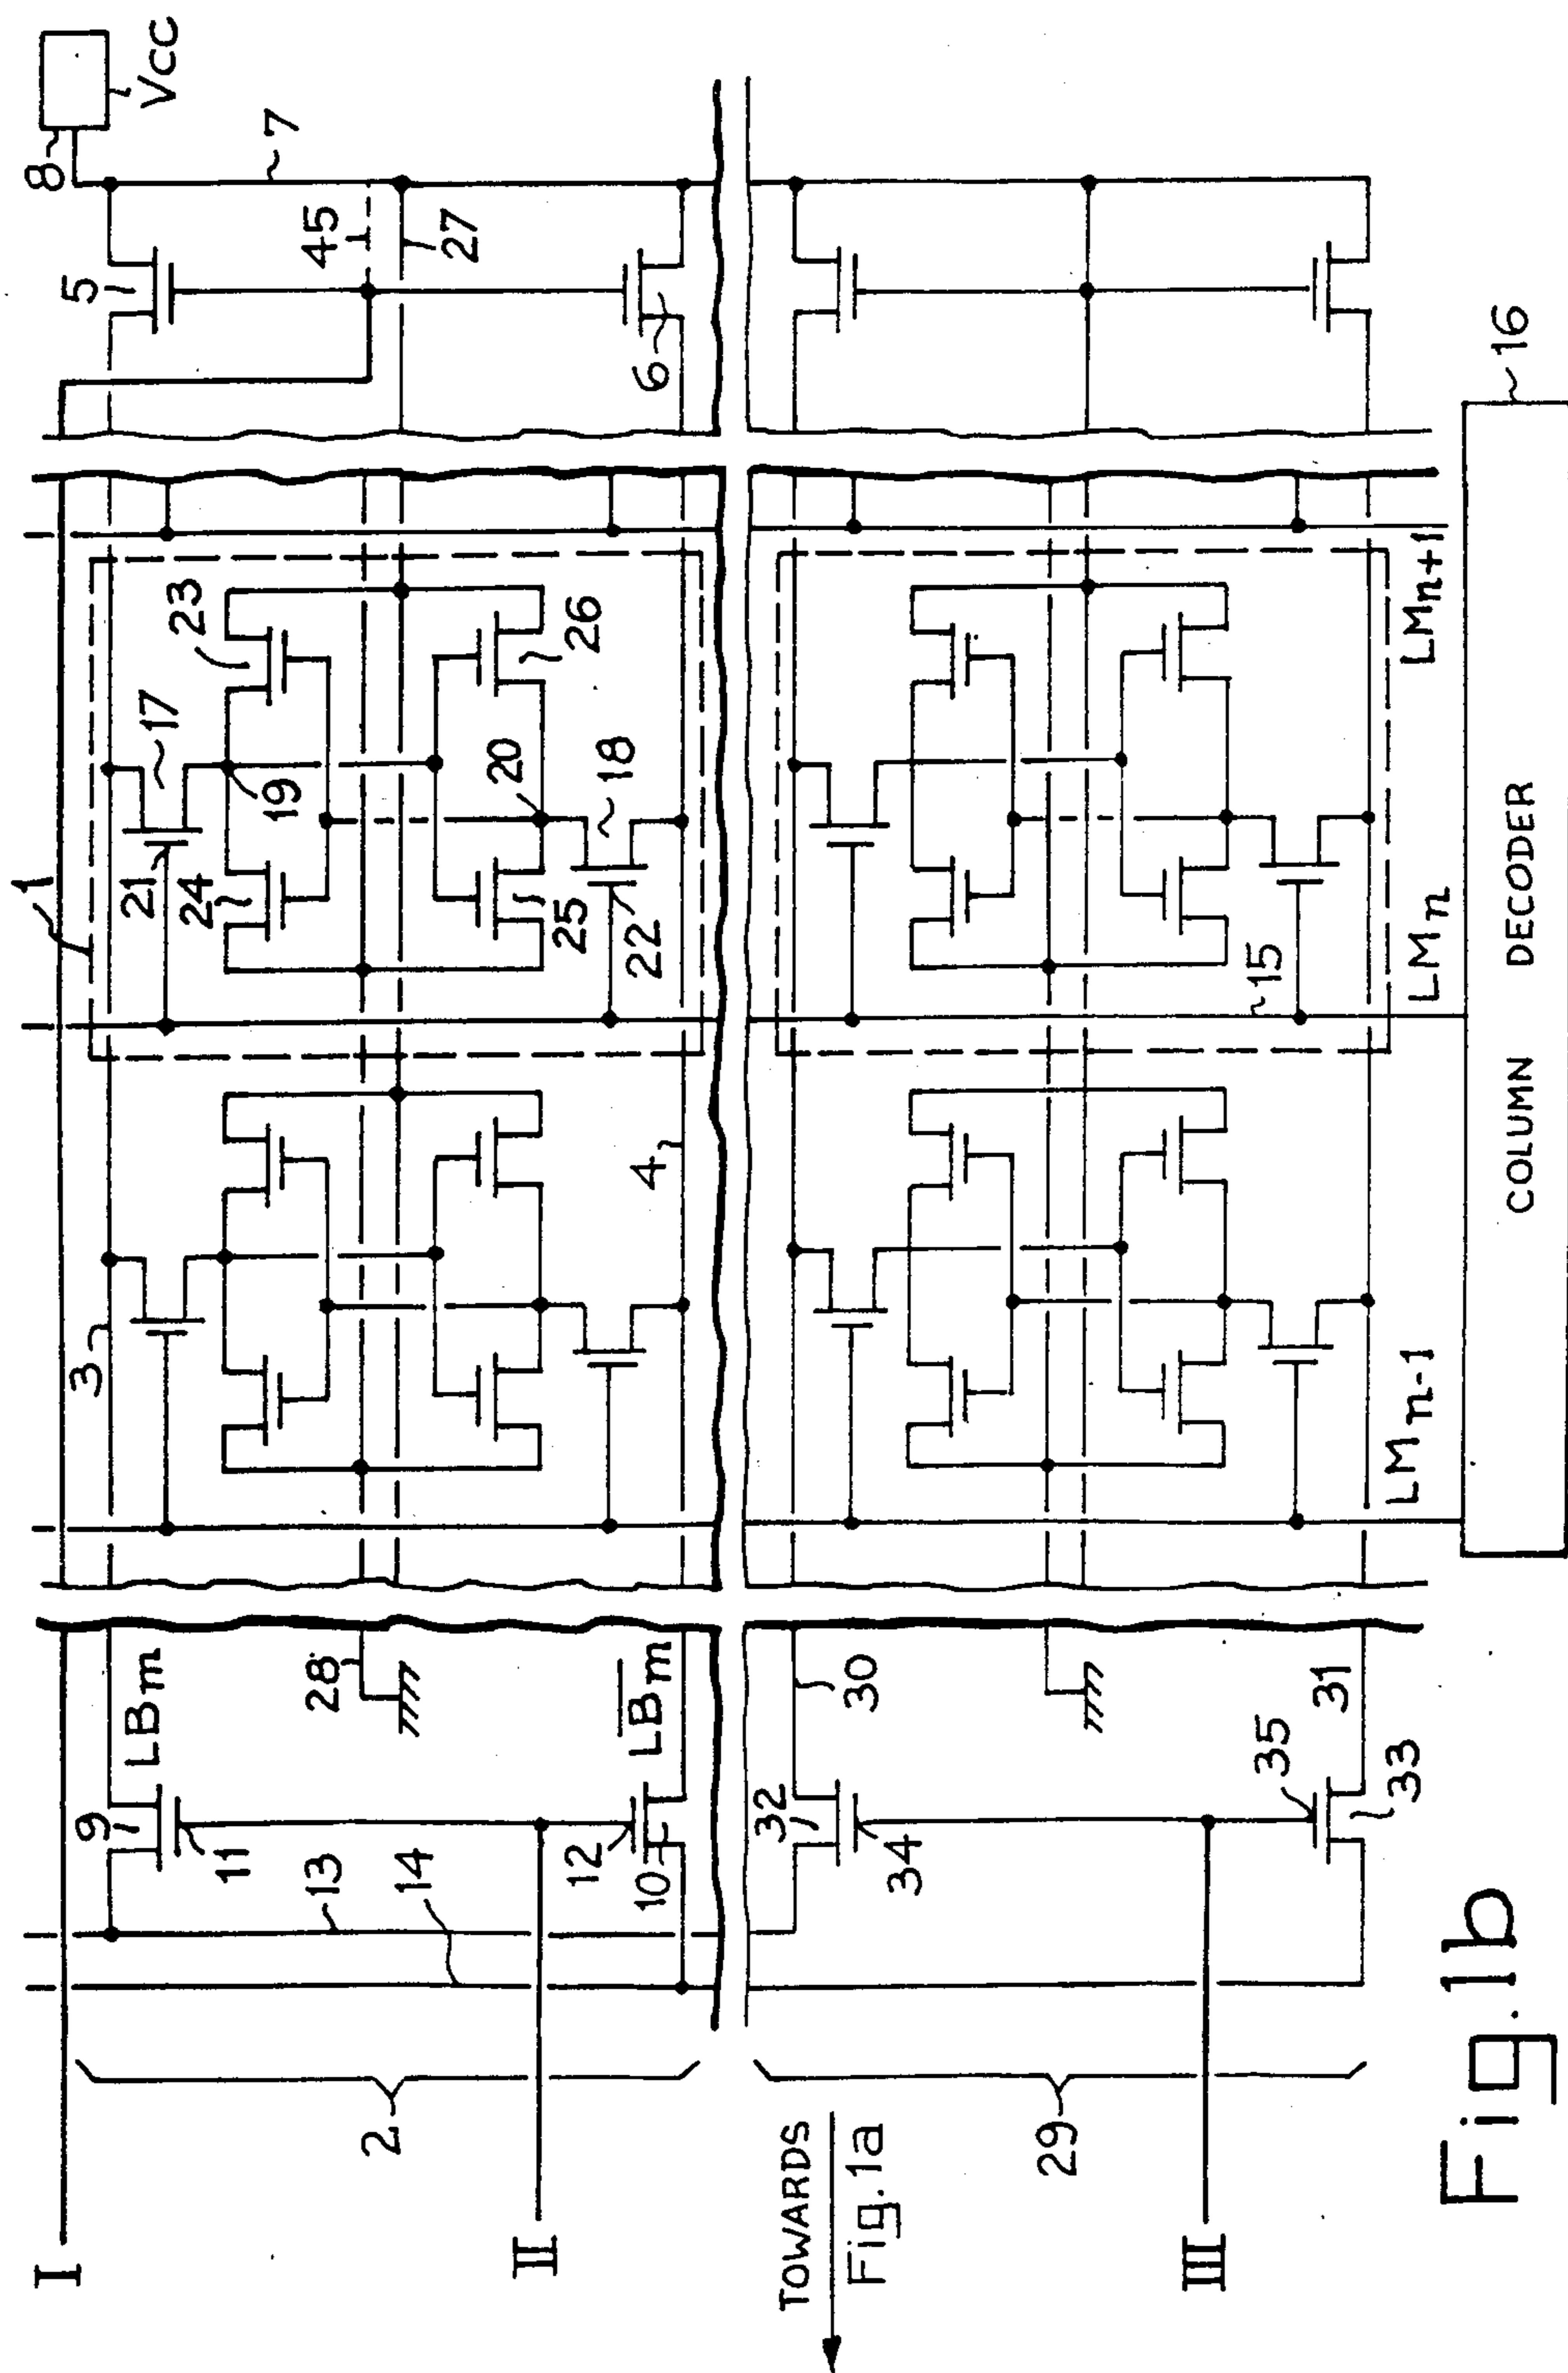 I
II
III
TOWARDS
Fig.1a
2
29
9
11
13
14
12
10
LBm
28
LBm
32
34
30
35
33
31
3
4
1
17
21
24
19
23
20
18
25
22
26
15
LMn-1
LMn
LMn+1
COLUMN DECODER
16
5
45
27
6
7
8
Vcc
Fig.1b